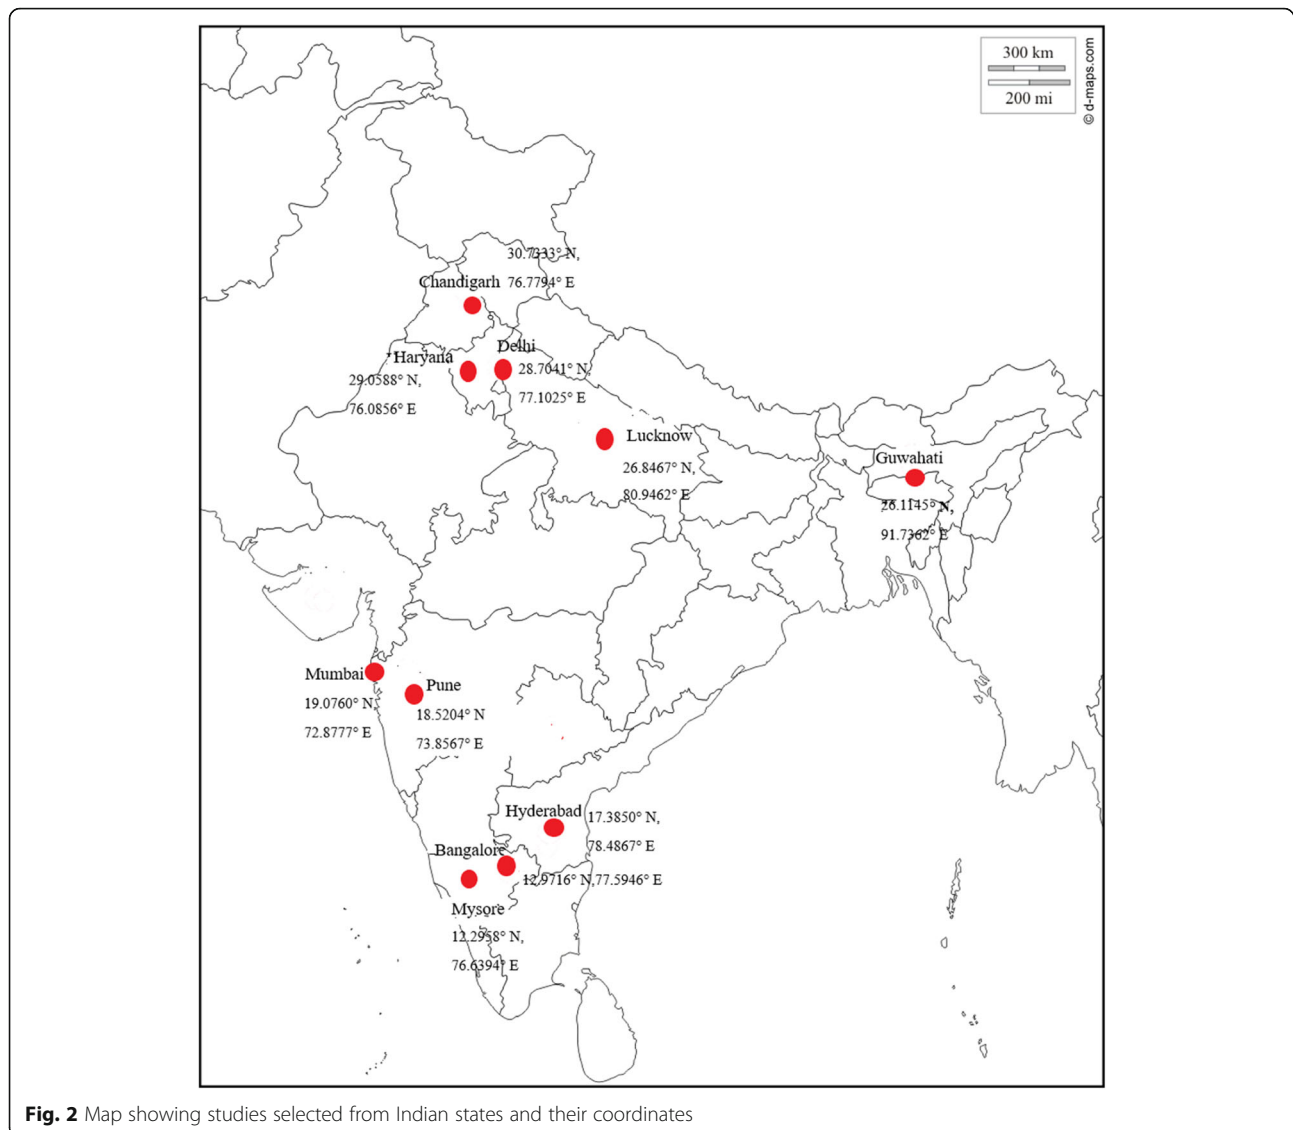 300 km
200 mi
© d-maps.com
30.7333° N,
Chandigarh 76.7794° E
Delhi
Haryana
28.7041° N,
29.0588° N,
77.1025° E
76.0856° E
Lucknow
26.8467° N,
80.9462° E
Guwahati
26.1145° N,
91.7362° E
Mumbai
19.0760° N,
72.8777° E
Pune
18.5204° N
73.8567° E
Hyderabad 17.3850° N,
78.4867° E
Bangalore
12.9716° N,77.5946° E
Mysore
12.2958° N,
76.6394° E
Fig. 2 Map showing studies selected from Indian states and their coordinates